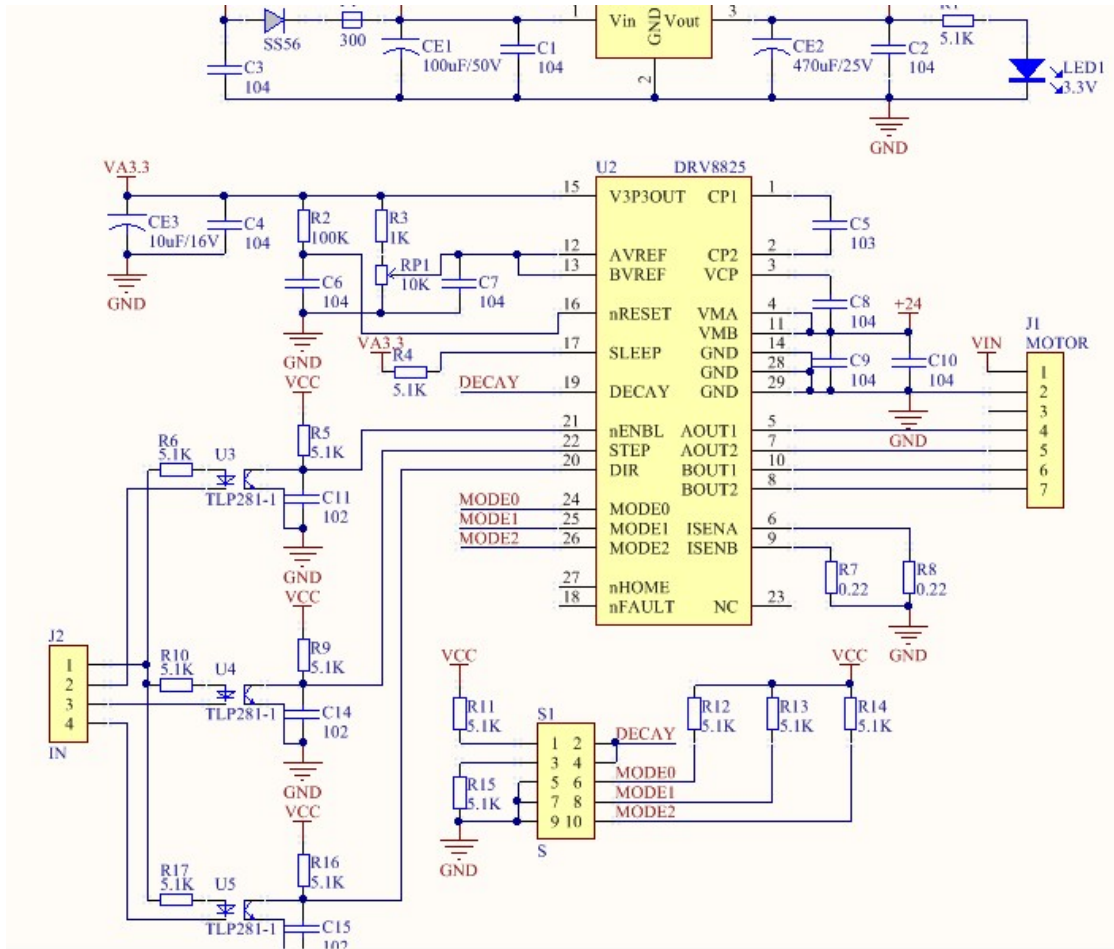 1 Vin GND Vout 3
2
SS56
300
CE1
100uF/50V
C1
104
CE2
470uF/25V
C2
104
5.1K
LED1
3.3V
C3
104
GND
VA3.3
CE3
10uF/16V
C4
104
GND
R2
100K
R3
1K
RP1
10K
C6
104
C7
104
GND
VA3.3
R4
5.1K
DECAY
U2 DRV8825
15 V3P3OUT CP1 1
12 AVREF CP2 2
13 BVREF VCP 3
16 nRESET VMA 4
VMB 11
17 SLEEP GND 14
GND 28
19 DECAY GND 29
21 nENBL AOUT1 5
22 STEP AOUT2 7
20 DIR BOUT1 10
BOUT2 8
24 MODE0
25 MODE1 ISENA 6
26 MODE2 ISENB 9
27 nHOME
18 nFAULT NC 23
MODE0
MODE1
MODE2
C5
103
C8
104
+24
C9
104
C10
104
GND
VIN
J1
MOTOR
1
2
3
4
5
6
7
R7
0.22
R8
0.22
GND
VCC
R5
5.1K
R6
5.1K
U3
TLP281-1
C11
102
GND
VCC
R9
5.1K
J2
1
2
3
4
IN
R10
5.1K
U4
TLP281-1
C14
102
GND
VCC
R16
5.1K
R17
5.1K
U5
TLP281-1
C15
102
VCC
R11
5.1K
R15
5.1K
GND
S1
1 2
3 4
5 6
7 8
9 10
S
DECAY
MODE0
MODE1
MODE2
VCC
R12
5.1K
R13
5.1K
R14
5.1K